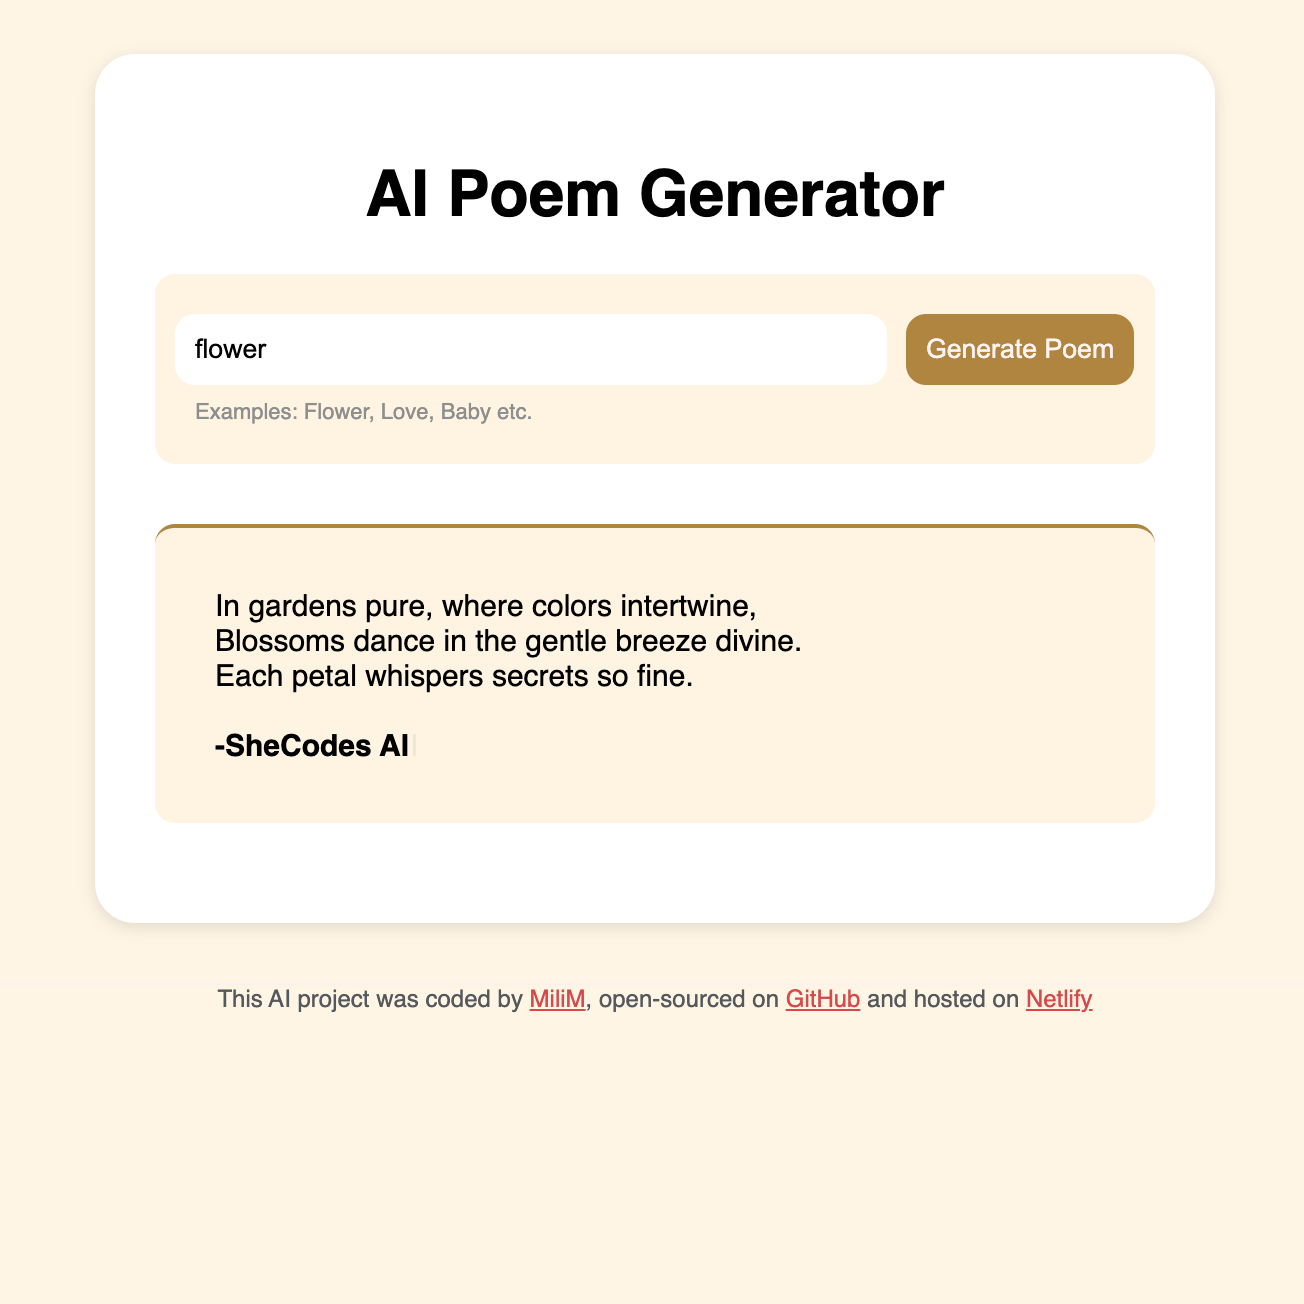 AI Poem Generator
flower
Generate Poem
Examples: Flower, Love, Baby etc.
In gardens pure, where colors intertwine,
Blossoms dance in the gentle breeze divine.
Each petal whispers secrets so fine.
-SheCodes AI
This AI project was coded by MiliM, open-sourced on GitHub and hosted on Netlify